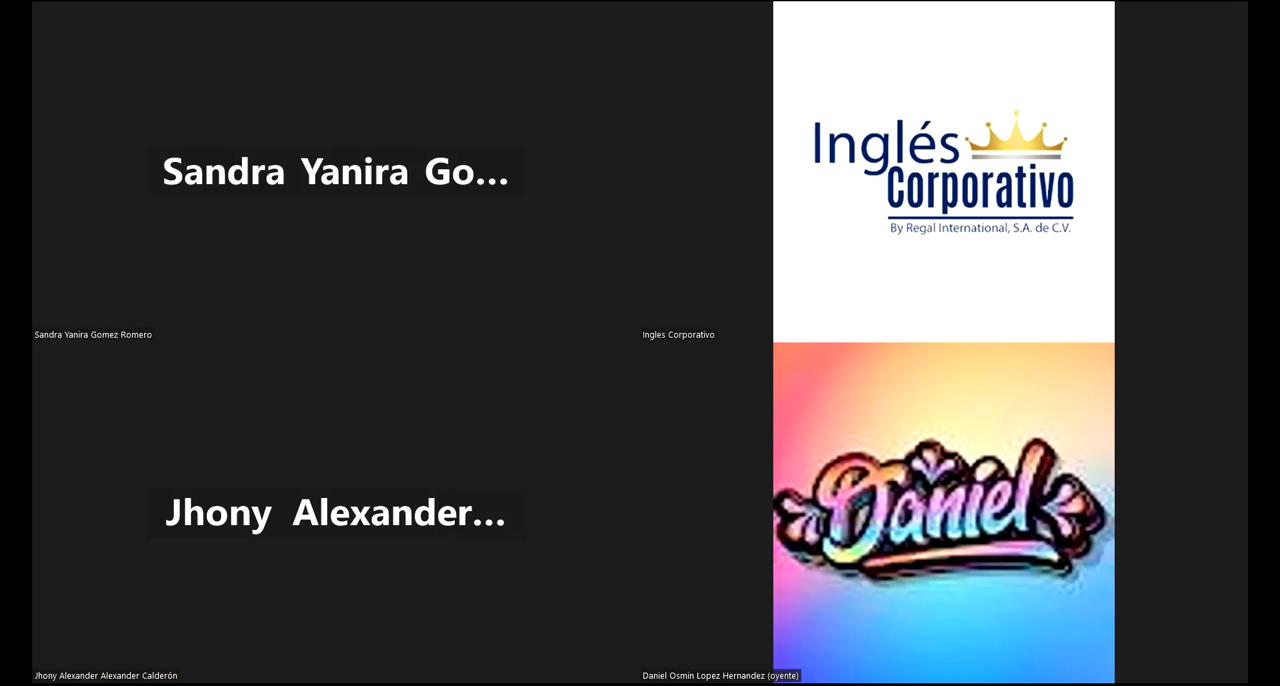 Sandra Yanira Go...
Sandra Yanira Gomez Romero
Inglés
Corporativo
By Regal International, S.A. de C.V.
Ingles Corporativo
Jhony Alexander...
Jhony Alexander Alexander Calderón
Daniel
Daniel Osmin Lopez Hernandez (oyente)